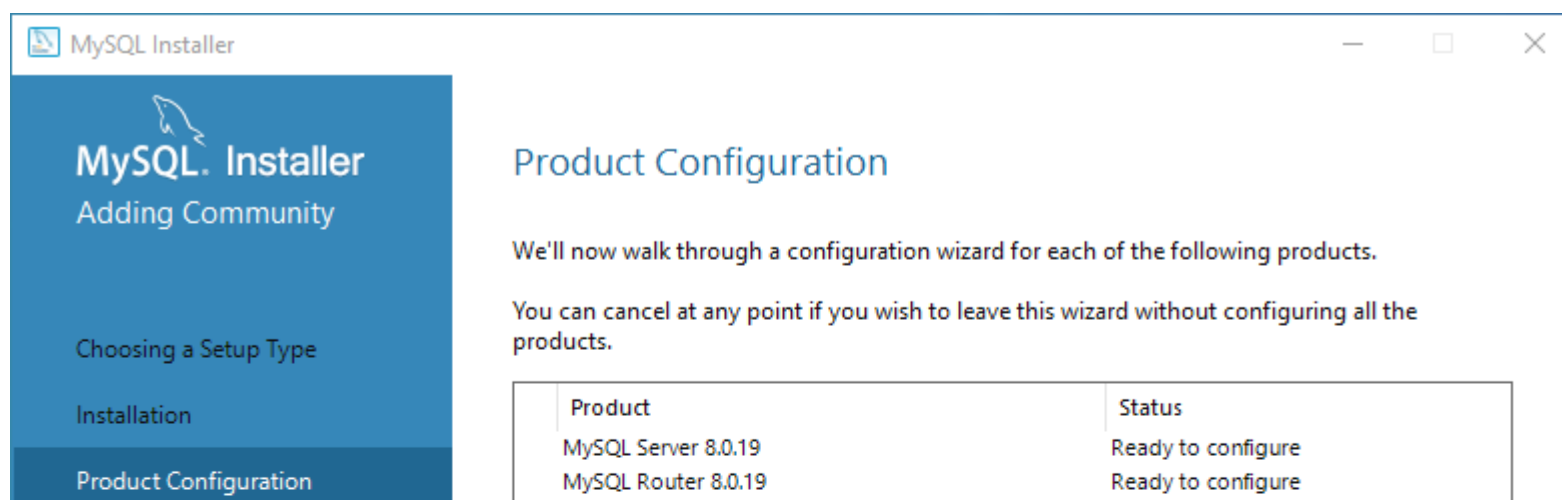 MySQL Installer
MySQL. Installer
Adding Community
Choosing a Setup Type
Installation
Product Configuration
Product Configuration
We'll now walk through a configuration wizard for each of the following products.
You can cancel at any point if you wish to leave this wizard without configuring all the
products.
Product Status
MySQL Server 8.0.19 Ready to configure
MySQL Router 8.0.19 Ready to configure